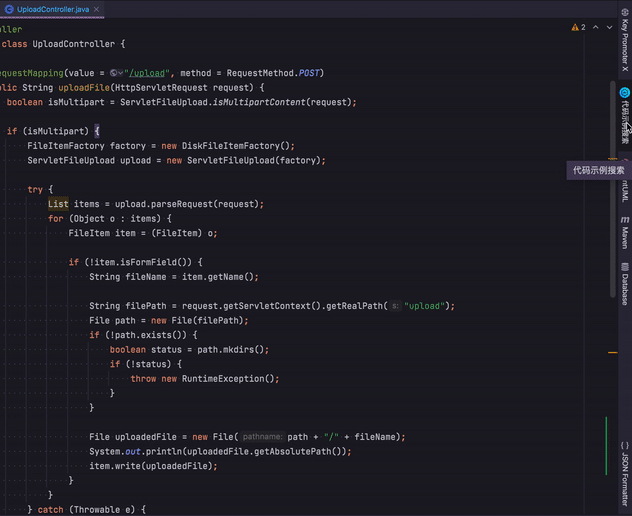 UploadController.java ×
ller
class UploadController {
2
questMapping(value = "/upload", method = RequestMethod.POST)
lic String uploadFile(HttpServletRequest request) {
boolean isMultipart = ServletFileUpload.isMultipartContent(request);
if (isMultipart) {
FileItemFactory factory = new DiskFileItemFactory();
ServletFileUpload upload = new ServletFileUpload(factory);
try {
List items = upload.parseRequest(request);
for (Object o : items) {
FileItem item = (FileItem) o;
if (!item.isFormField()) {
String fileName = item.getName();
String filePath = request.getServletContext().getRealPath( s: "upload");
File path = new File(filePath);
if (!path.exists()) {
boolean status = path.mkdirs();
if (!status) {
throw new RuntimeException();
}
}
File uploadedFile = new File( pathname: path + "/" + fileName);
System.out.println(uploadedFile.getAbsolutePath());
item.write(uploadedFile);
}
}
} catch (Throwable e) {
Key Promoter X
代码示例搜索
代码示例搜索
ntUML
m Maven
Database
{} JSON Formatter